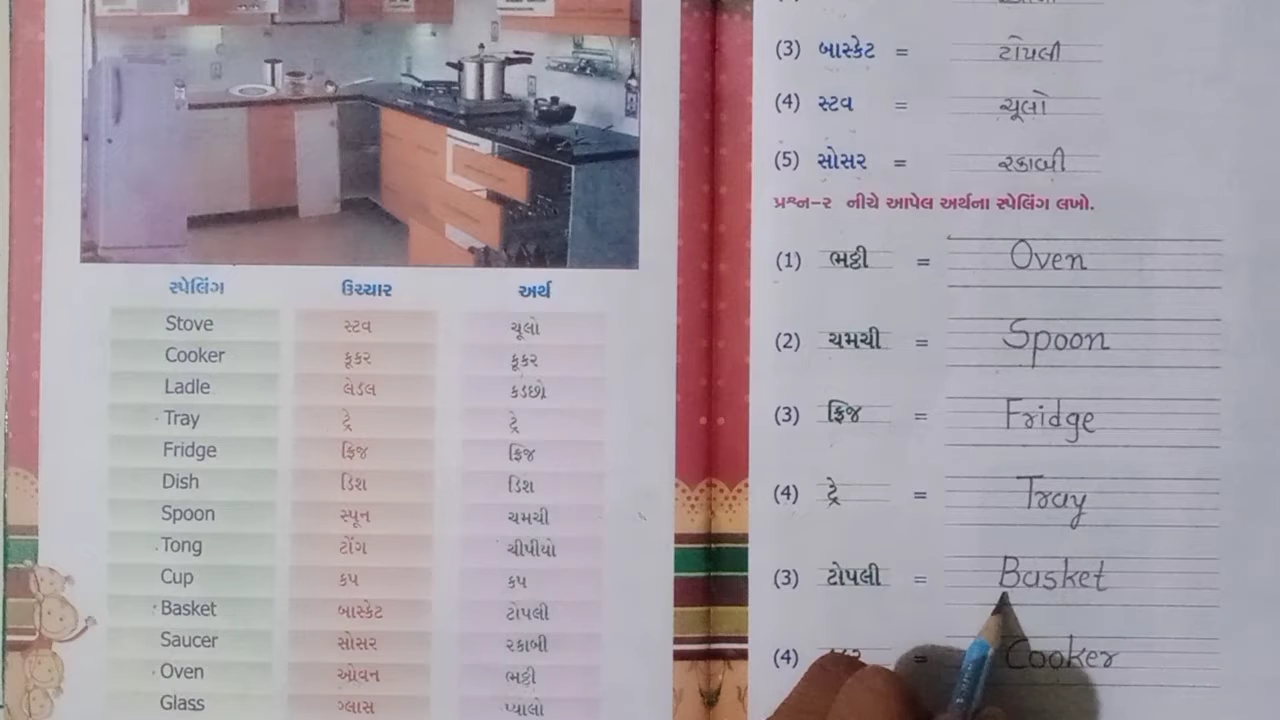 સ્પેલિંગ ઉચ્ચાર અર્થ
Stove સ્ટવ ચૂલો
Cooker કૂકર કૂકર
Ladle લેડલ કડછો
Tray ટ્રે ટ્રે
Fridge ફ્રિજ ફ્રિજ
Dish ડિશ ડિશ
Spoon સ્પૂન ચમચી
Tong ટોંગ ચીપીયો
Cup કપ કપ
Basket બાસ્કેટ ટોપલી
Saucer સોસર રકાબી
Oven ઓવન ભઠ્ઠી
Glass ગ્લાસ પ્યાલો
(3) બાસ્કેટ = ટોપલી
(4) સ્ટવ = ચૂલો
(5) સોસર = રકાબી
પ્રશ્ન-૨ નીચે આપેલ અર્થના સ્પેલિંગ લખો.
(1) ભઠ્ઠી = Oven
(2) ચમચી = Spoon
(3) ફ્રિજ = Fridge
(4) ટ્રે = Tray
(3) ટોપલી = Basket
(4) = Cooker